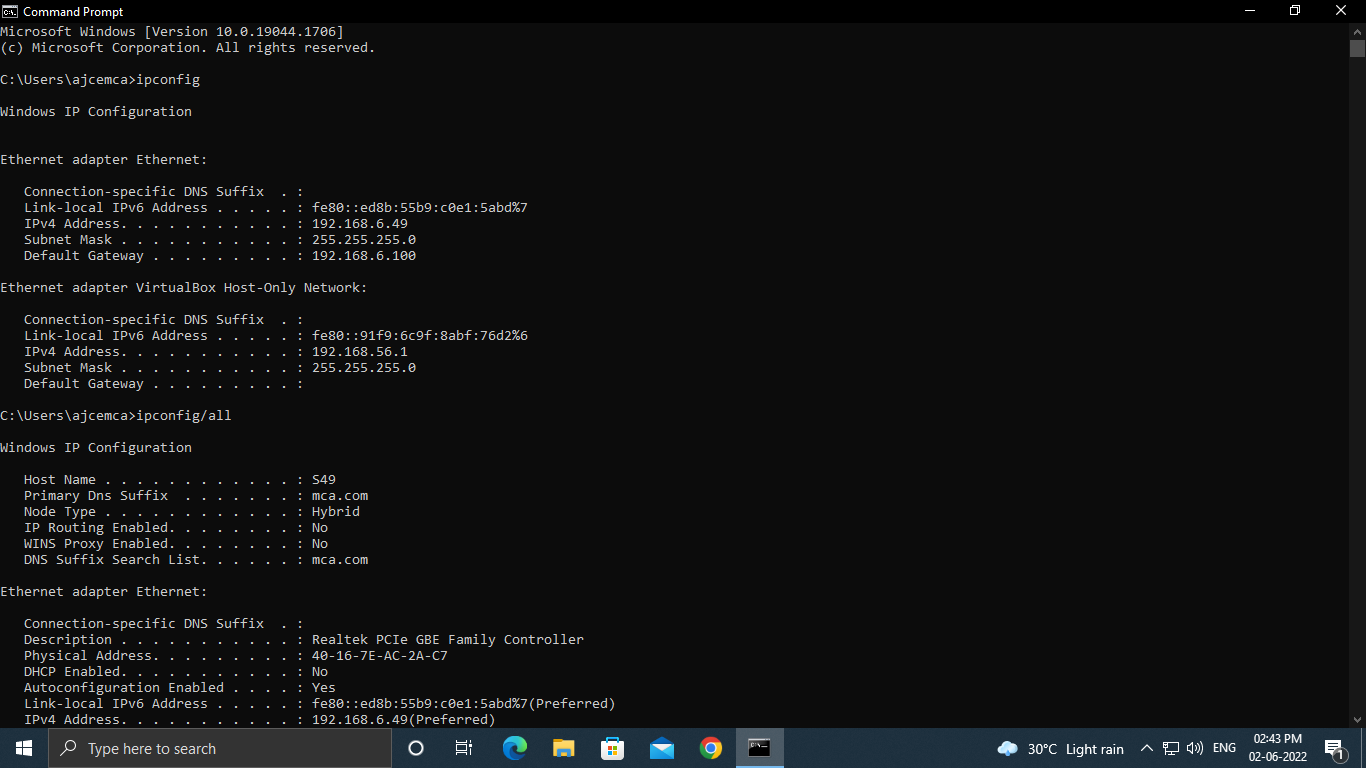 Command Prompt
Microsoft Windows [Version 10.0.19044.1706]
(c) Microsoft Corporation. All rights reserved.
C:\Users\ajcemca>ipconfig
Windows IP Configuration
Ethernet adapter Ethernet:
Connection-specific DNS Suffix  . :
Link-local IPv6 Address . . . . . : fe80::ed8b:55b9:c0e1:5abd%7
IPv4 Address. . . . . . . . . . . : 192.168.6.49
Subnet Mask . . . . . . . . . . . : 255.255.255.0
Default Gateway . . . . . . . . . : 192.168.6.100
Ethernet adapter VirtualBox Host-Only Network:
Connection-specific DNS Suffix  . :
Link-local IPv6 Address . . . . . : fe80::91f9:6c9f:8abf:76d2%6
IPv4 Address. . . . . . . . . . . : 192.168.56.1
Subnet Mask . . . . . . . . . . . : 255.255.255.0
Default Gateway . . . . . . . . . :
C:\Users\ajcemca>ipconfig/all
Windows IP Configuration
Host Name . . . . . . . . . . . . : S49
Primary Dns Suffix  . . . . . . . : mca.com
Node Type . . . . . . . . . . . . : Hybrid
IP Routing Enabled. . . . . . . . : No
WINS Proxy Enabled. . . . . . . . : No
DNS Suffix Search List. . . . . . : mca.com
Ethernet adapter Ethernet:
Connection-specific DNS Suffix  . :
Description . . . . . . . . . . . : Realtek PCIe GBE Family Controller
Physical Address. . . . . . . . . : 40-16-7E-AC-2A-C7
DHCP Enabled. . . . . . . . . . . : No
Autoconfiguration Enabled . . . . : Yes
Link-local IPv6 Address . . . . . : fe80::ed8b:55b9:c0e1:5abd%7(Preferred)
IPv4 Address. . . . . . . . . . . : 192.168.6.49(Preferred)
Type here to search
30°C Light rain
ENG
02:43 PM
02-06-2022
1